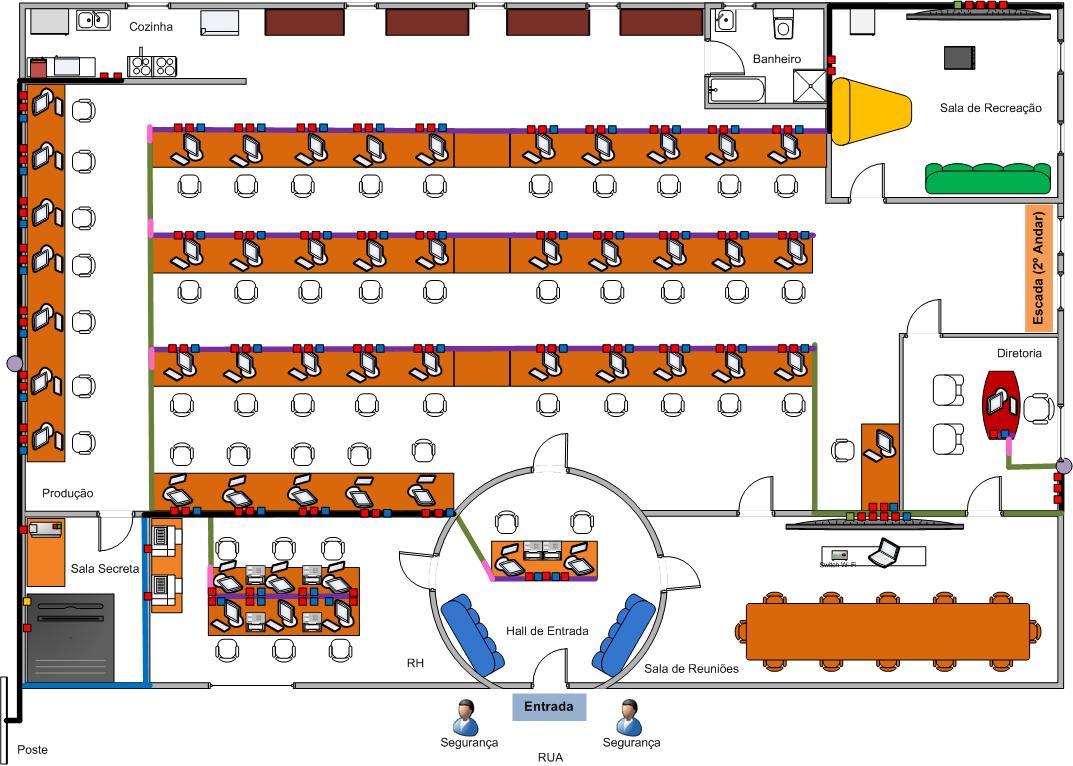 Cozinha
Banheiro
Sala de Recreação
Escada (2º Andar)
Diretoria
Produção
Sala Secreta
Switch Wi-Fi
Hall de Entrada
RH
Sala de Reuniões
Entrada
Segurança
Segurança
Poste
RUA